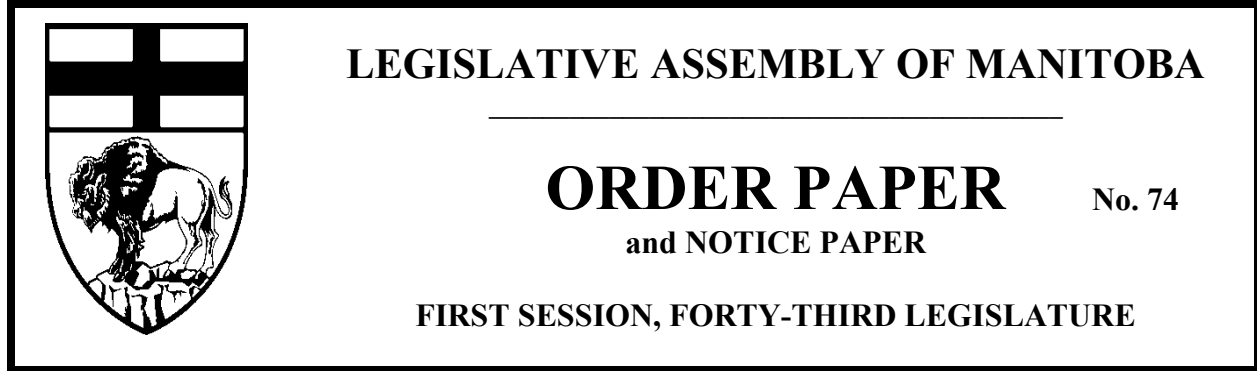 LEGISLATIVE ASSEMBLY OF MANITOBA
ORDER PAPER No. 74
and NOTICE PAPER
FIRST SESSION, FORTY-THIRD LEGISLATURE